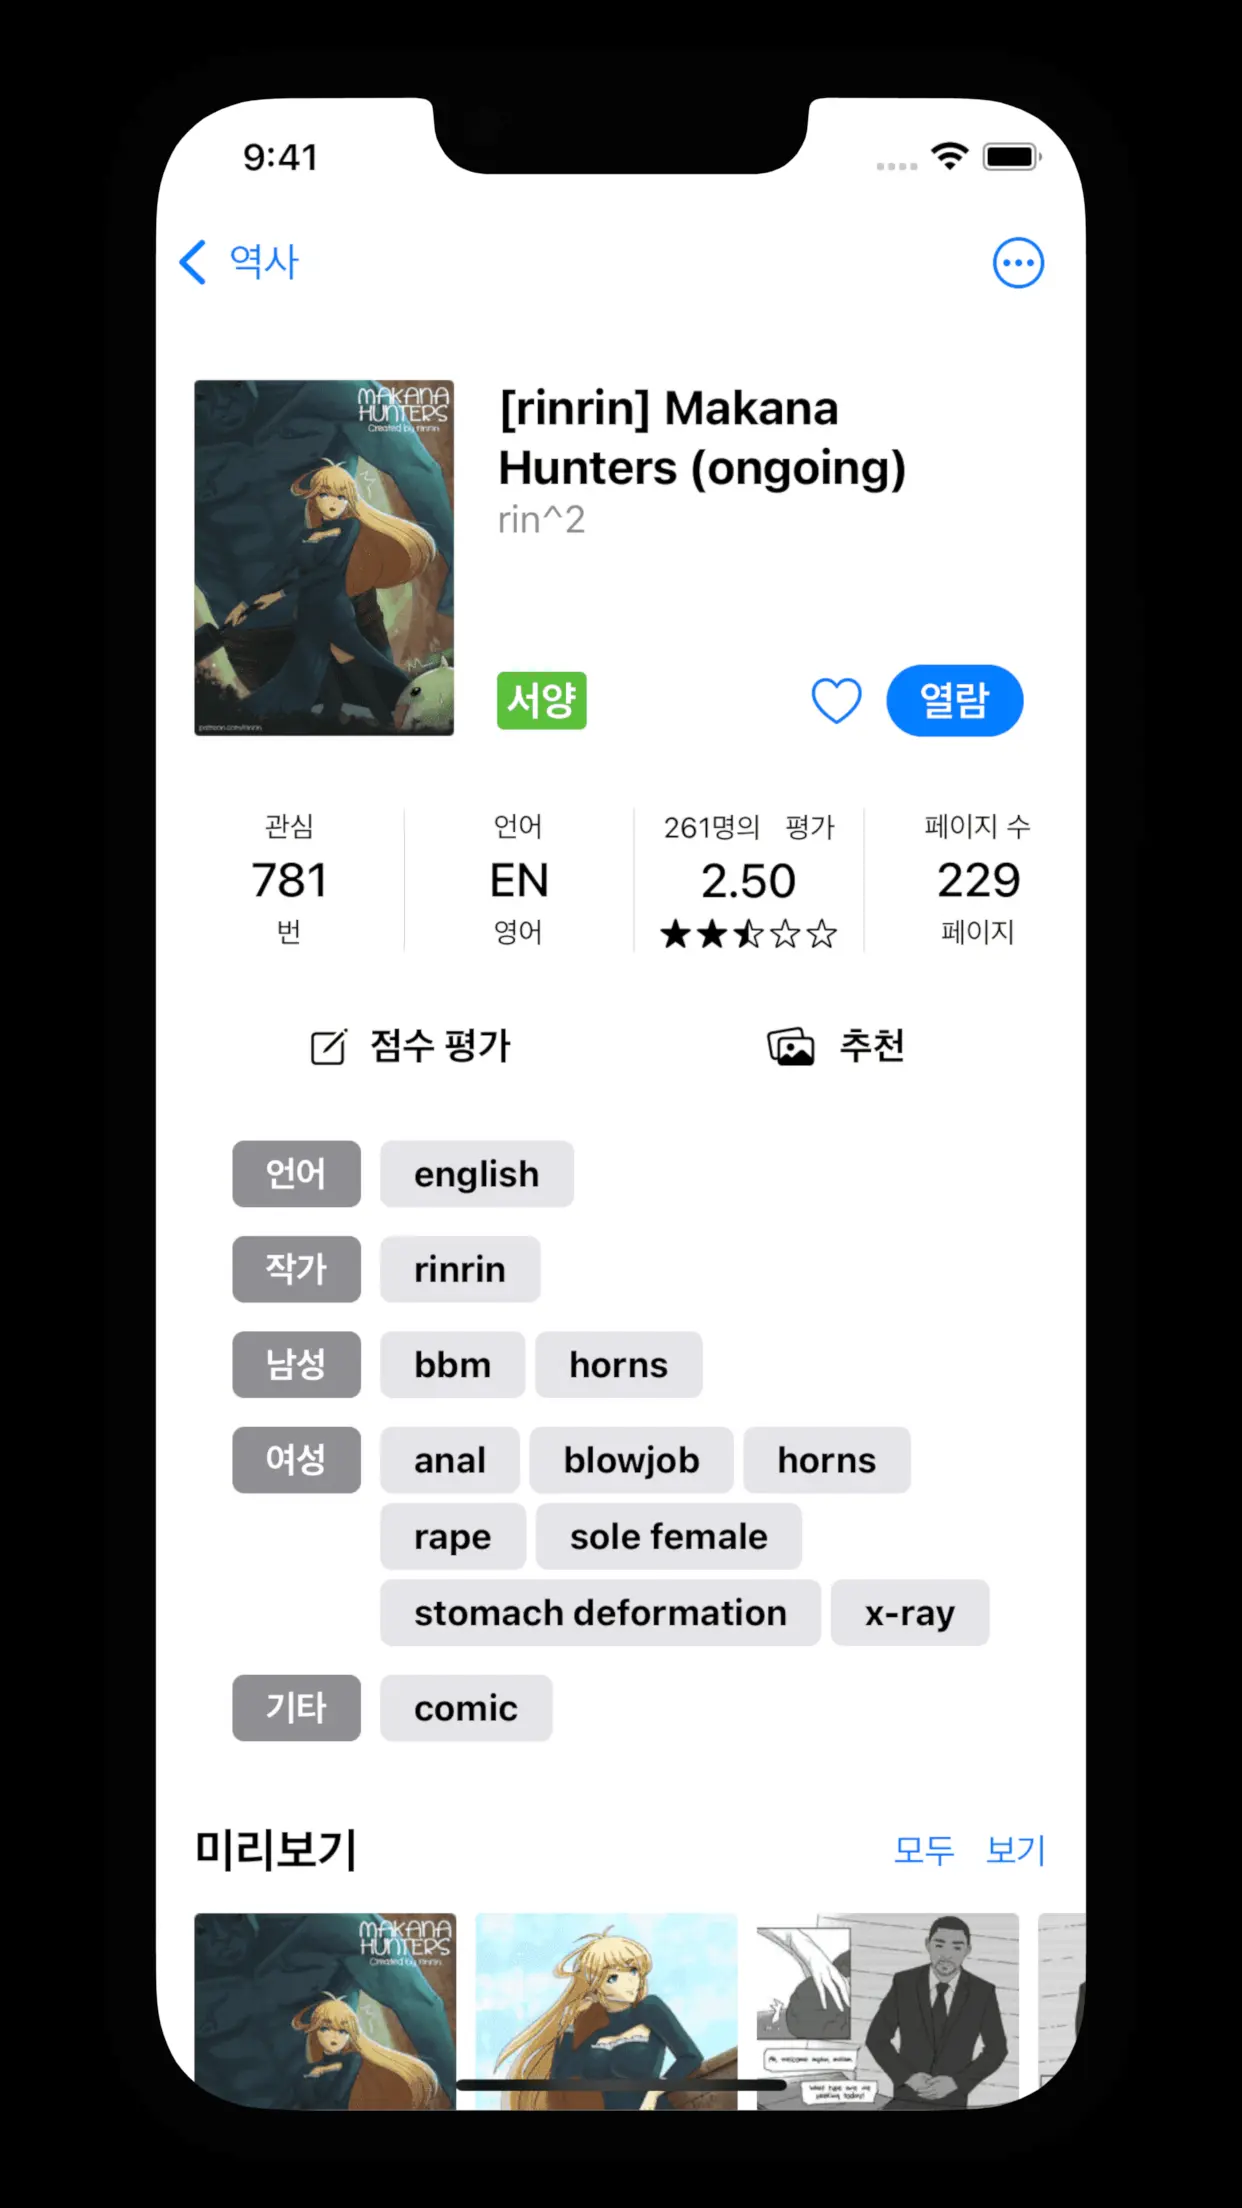 9:41
역사
MAKANA
HUNTERS
Created by rinrin
patreon.com/rinrin
[rinrin] Makana
Hunters (ongoing)
rin^2
서양
열람
관심
781
번
언어
EN
영어
261명의 평가
2.50
페이지 수
229
페이지
점수 평가
추천
언어
english
작가
rinrin
남성
bbm horns
여성
anal blowjob horns
rape sole female
stomach deformation x-ray
기타
comic
미리보기
모두 보기
MAKANA
HUNTERS
Created by rinrin